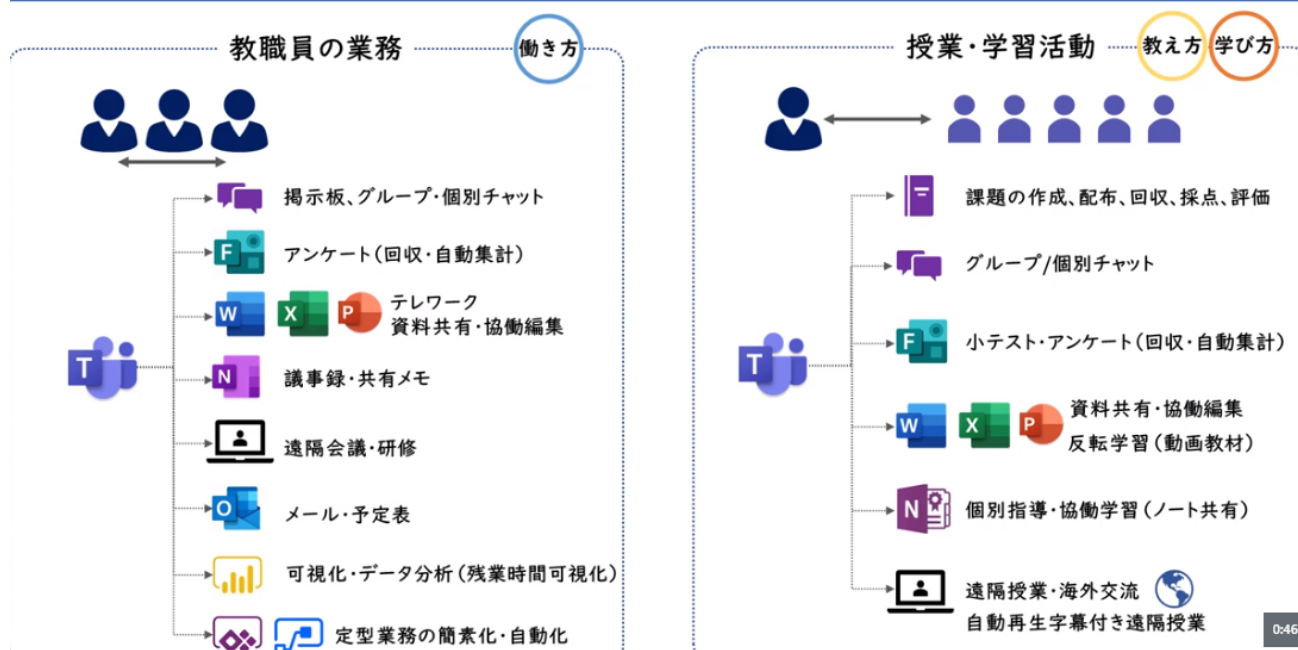 教職員の業務
働き方
掲示板、グループ・個別チャット
F
アンケート(回収・自動集計)
W
X
P
テレワーク
資料共有・協働編集
T
N
議事録・共有メモ
遠隔会議・研修
O
メール・予定表
可視化・データ分析(残業時間可視化)
定型業務の簡素化・自動化
授業・学習活動
教え方
学び方
課題の作成、配布、回収、採点、評価
グループ/個別チャット
F
小テスト・アンケート(回収・自動集計)
T
W
X
P
資料共有・協働編集
反転学習(動画教材)
N
個別指導・協働学習(ノート共有)
遠隔授業・海外交流
自動再生字幕付き遠隔授業
0:46